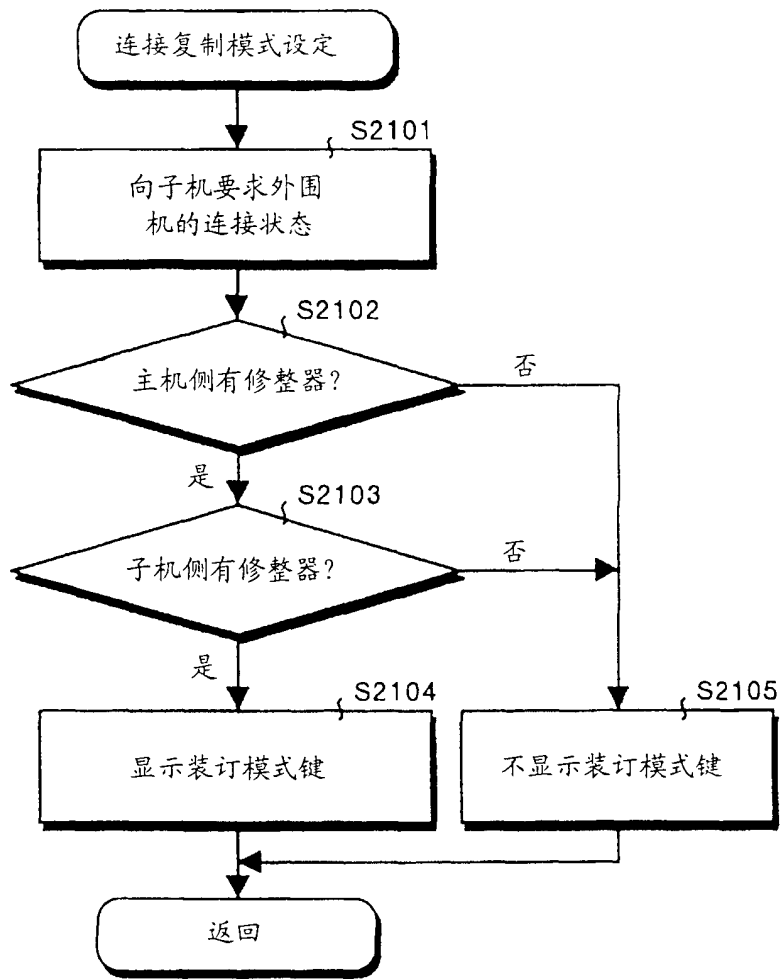 连接复制模式设定
S2101
向子机要求外围
机的连接状态
S2102
主机侧有修整器?
否
是
S2103
子机侧有修整器?
否
是
S2104
显示装订模式键
S2105
不显示装订模式键
返回